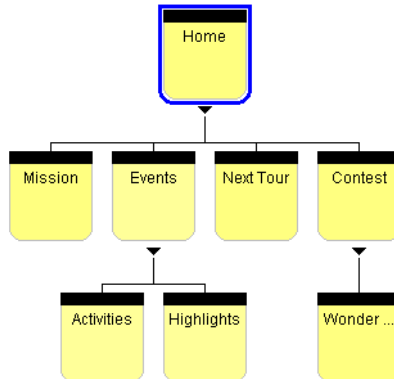 Home
Mission
Events
Next Tour
Contest
Activities
Highlights
Wonder ...